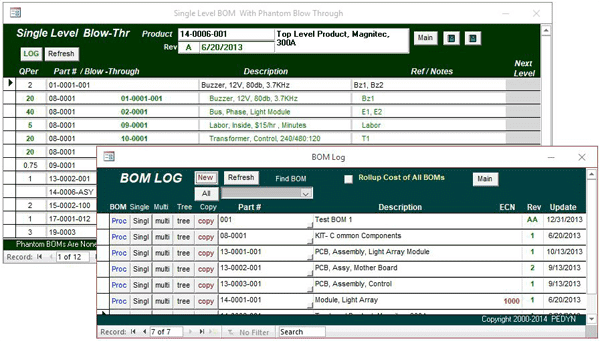 Single Level BOM With Phantom Blow Through
Single Level Blow-Thr Product 14-0006-001 Top Level Product, Magnitec, 300A Main
Rev A 6/20/2013
LOG Refresh
QPer Part # / Blow -Through Description Ref / Notes Next Level
2 01-0001-001 Buzzer, 12V, 80db, 3.7KHz Bz1, Bz2
20 08-0001 01-0001-001 Buzzer, 12V, 80db, 3.7KHz Bz1
40 08-0001 02-0001 Bus, Phase, Light Module E1, E2
5 08-0001 09-0001 Labor, Inside, $15/hr , Minutes Labor
20 08-0001 10-0001 Transformer, Control, 240/480:120 T1
20 08-0001
0.75 09-0001
1 13-0002-001
14-0006-ASY
2 15-0002-100
1 17-0001-012
3 19-0003
Phantom BOMs Are None
Record: 1 of 12
BOM Log
BOM LOG New Refresh Find BOM Rollup Cost of All BOMs Main
All
BOM Single Multi Tree Copy Part # Description ECN Rev Update
Proc Singl multi tree copy 001 Test BOM 1 AA 12/31/2013
Proc Singl multi tree copy 08-0001 KIT- C ommon Components 1 6/20/2013
Proc Singl multi tree copy 13-0001-001 PCB, Assembly, Light Array Module 1 10/13/2013
Proc Singl multi tree copy 13-0002-001 PCB, Assy, Mother Board 2 9/13/2013
Proc Singl multi tree copy 13-0003-001 PCB, Assembly, Control 1 9/13/2013
Proc Singl multi tree copy 14-0001-001 Module, Light Array 1000 1 6/20/2013
Copyright 2000-2014 PEDYN
Record: 7 of 7 No Filter Search